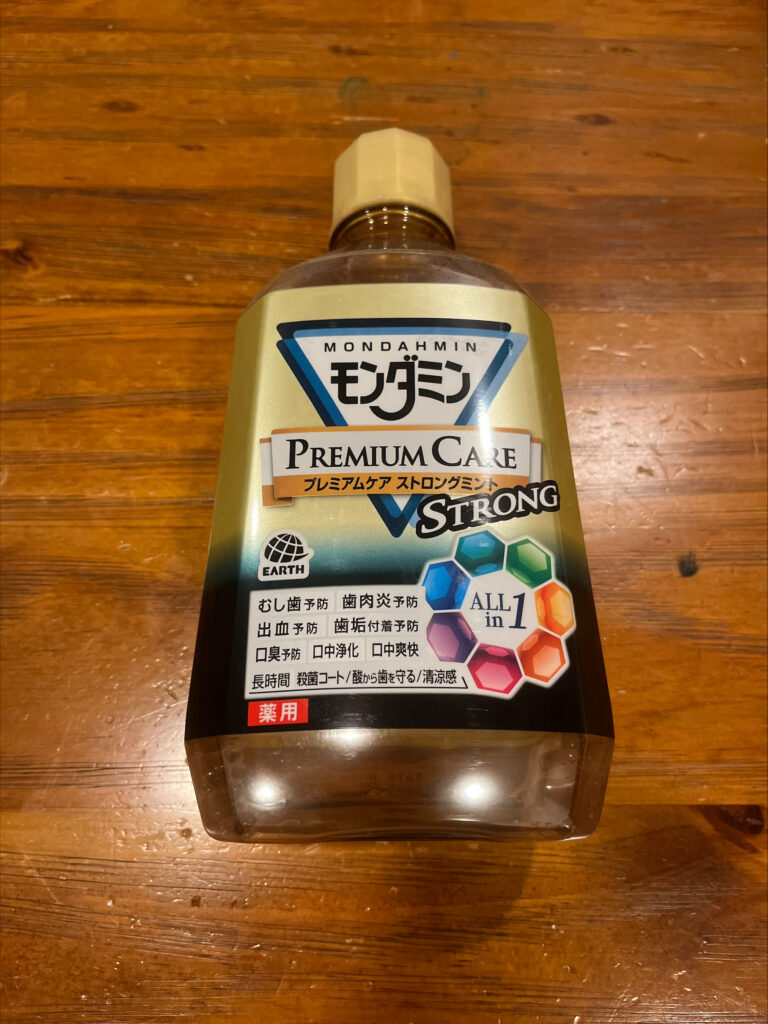 MONDAHMIN
モンダミン
PREMIUM CARE
プレミアムケア ストロングミント
STRONG
EARTH
ALL
in 1
むし歯予防 歯肉炎予防
出血予防 歯垢付着予防
口臭予防 口中浄化 口中爽快
長時間 殺菌コート/酸から歯を守る/清涼感
薬用